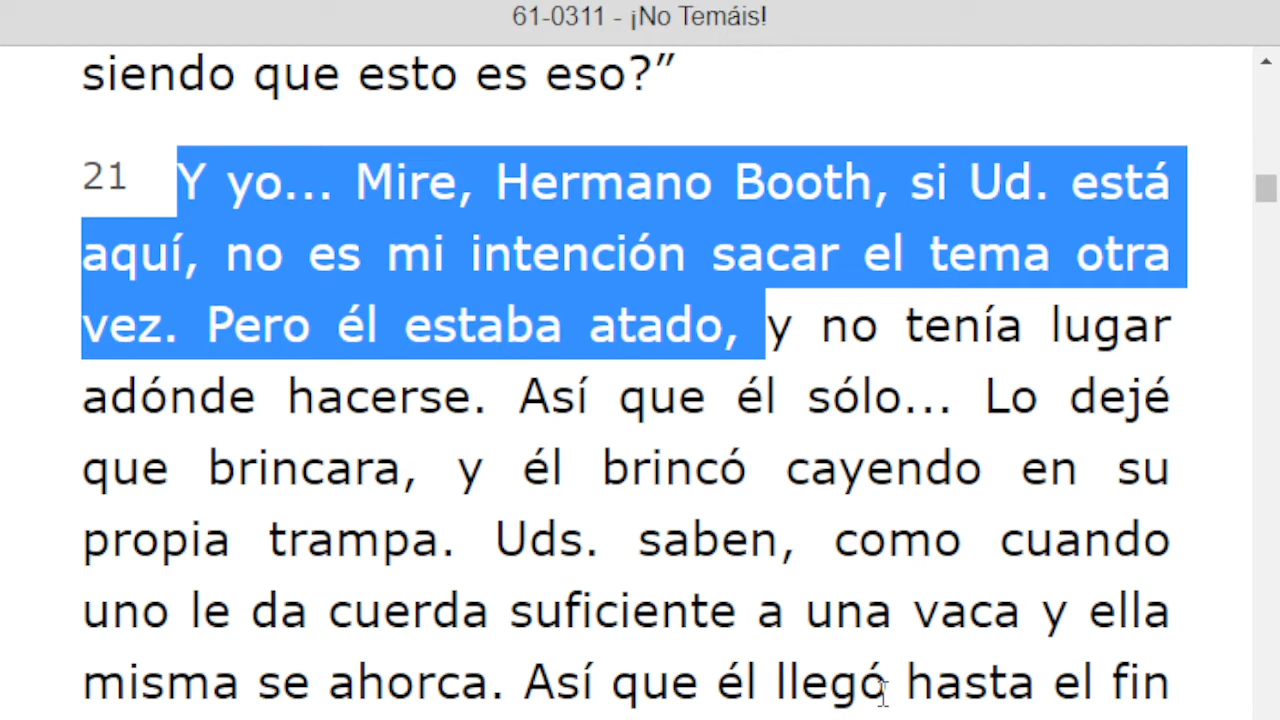 61-0311 - ¡No Temáis!
siendo que esto es eso?”
21 Y yo... Mire, Hermano Booth, si Ud. está
aquí, no es mi intención sacar el tema otra
vez. Pero él estaba atado, y no tenía lugar
adónde hacerse. Así que él sólo... Lo dejé
que brincara, y él brincó cayendo en su
propia trampa. Uds. saben, como cuando
uno le da cuerda suficiente a una vaca y ella
misma se ahorca. Así que él llegó hasta el fin